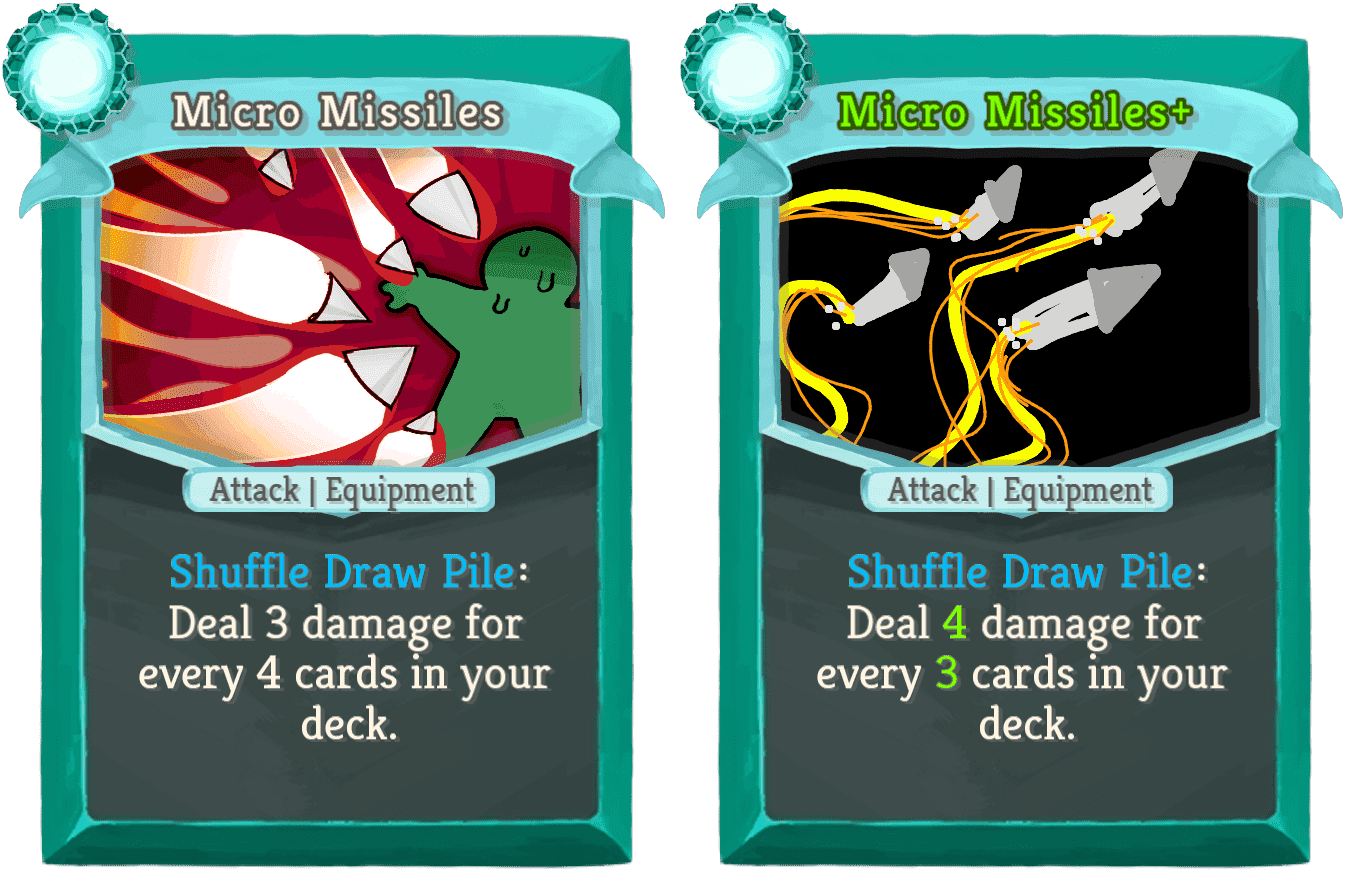 Micro Missiles
Attack | Equipment
Shuffle Draw Pile:
Deal 3 damage for
every 4 cards in your
deck.
Micro Missiles+
Attack | Equipment
Shuffle Draw Pile:
Deal 4 damage for
every 3 cards in your
deck.